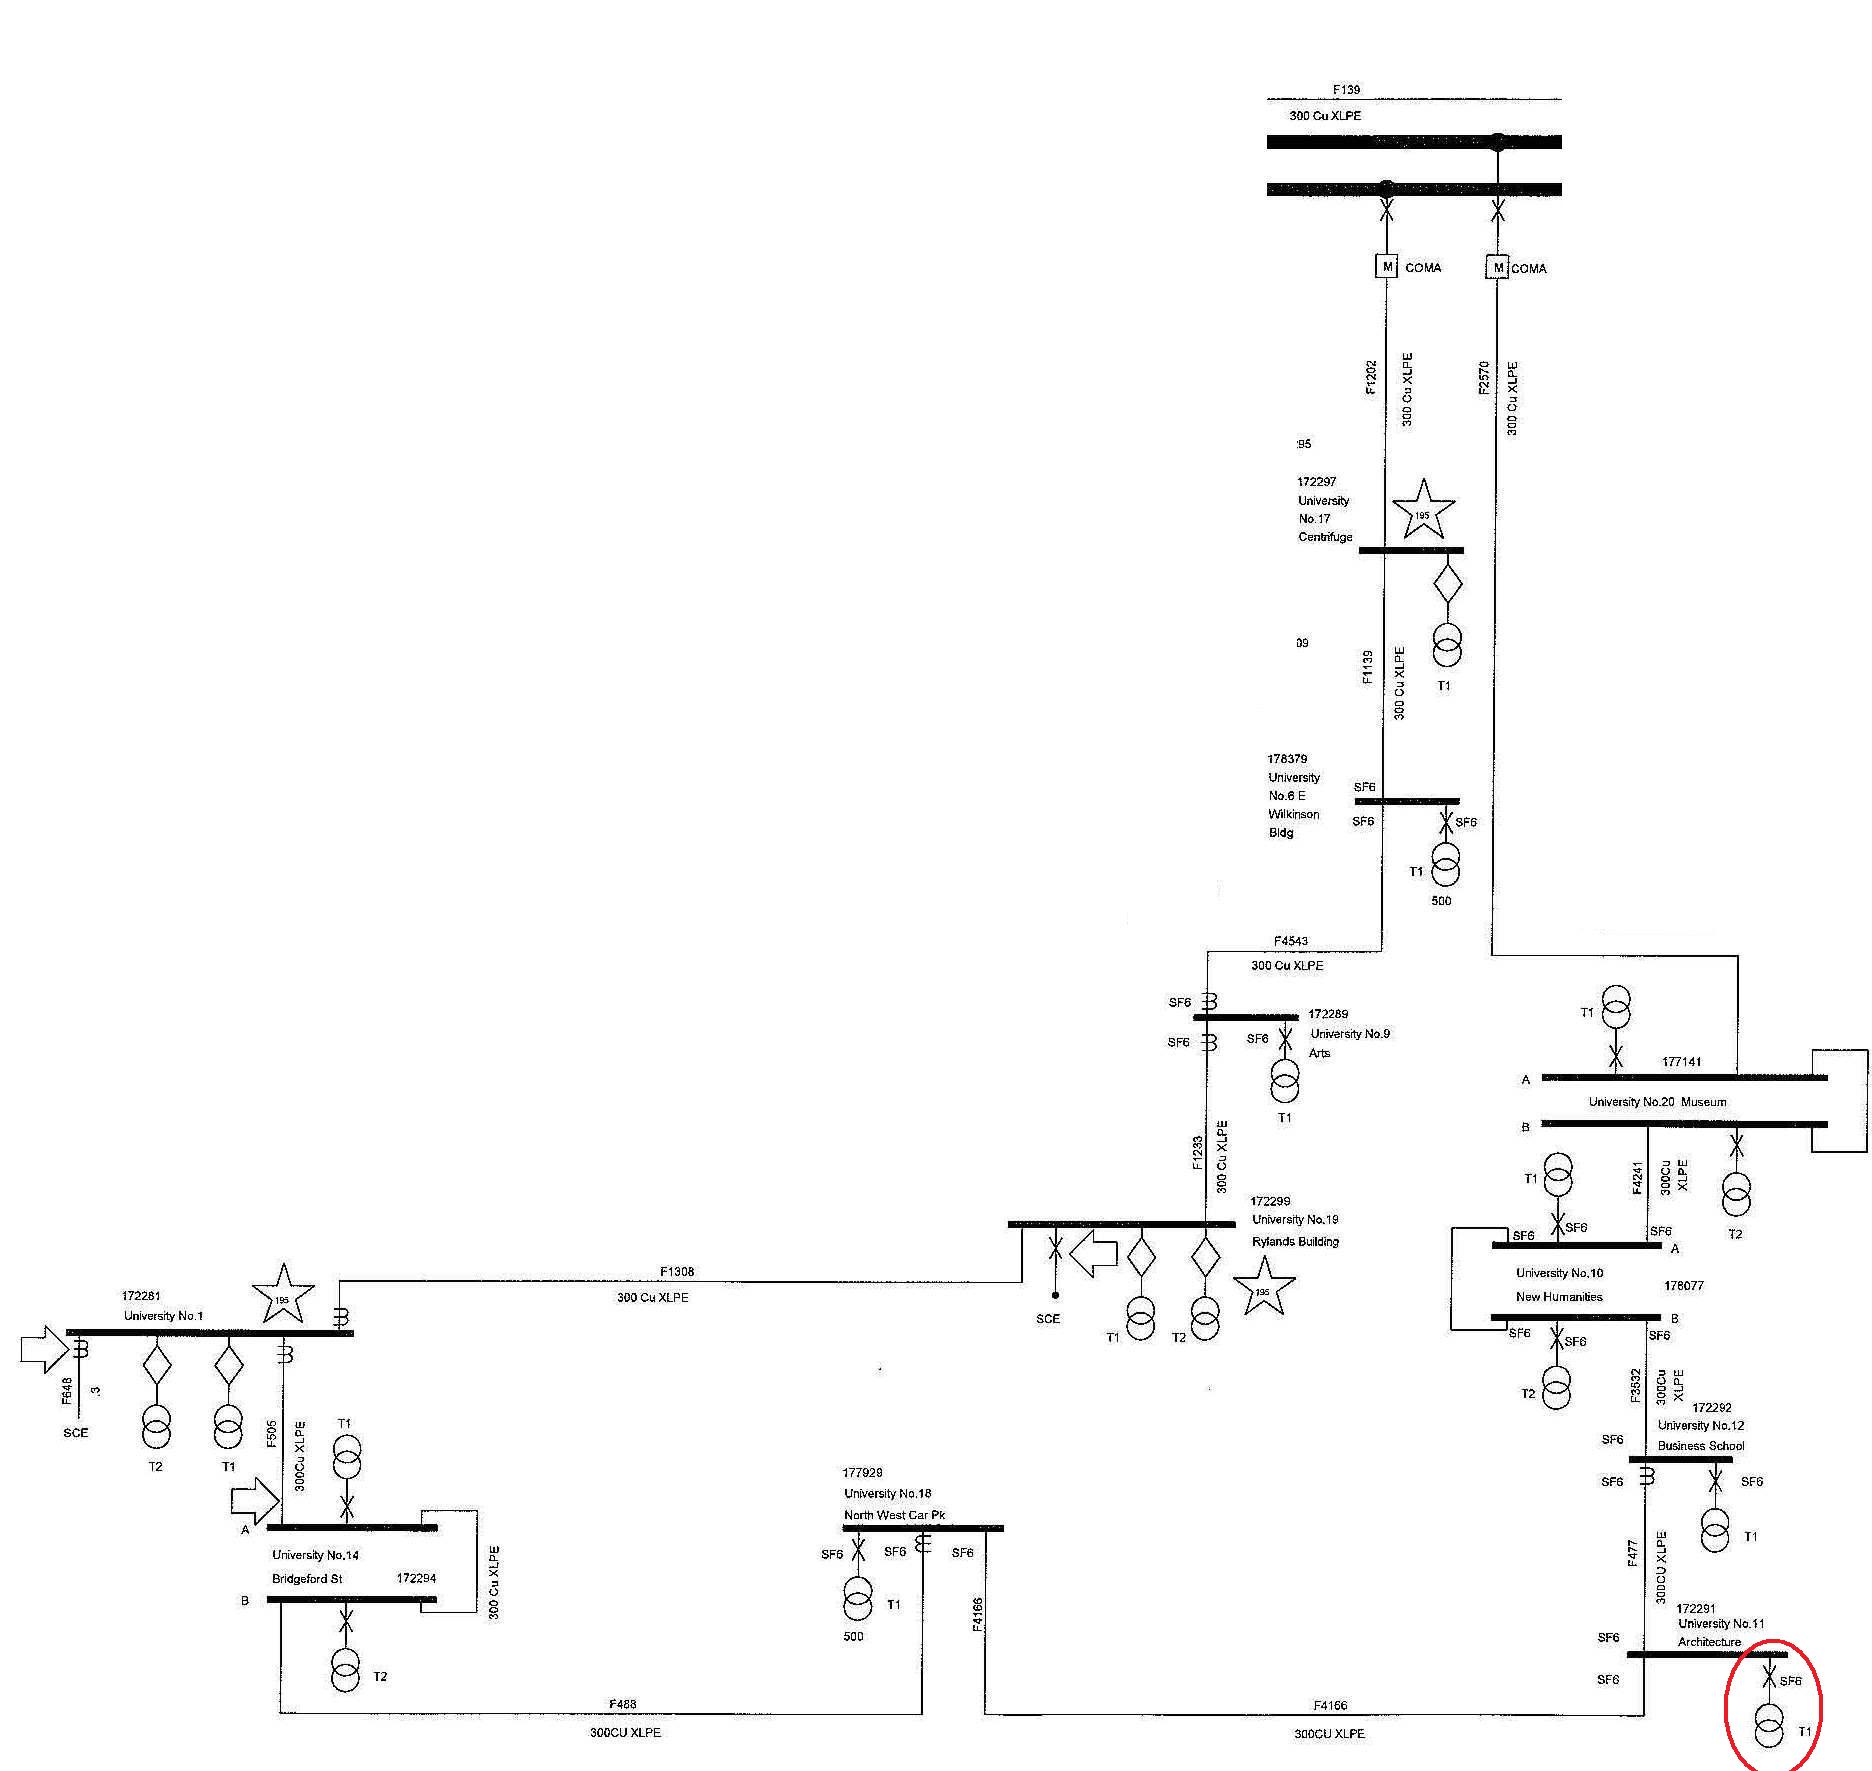 F139
300 Cu XLPE
M COMA
M COMA
F1202
300 Cu XLPE
F2570
300 Cu XLPE
95
172297
University
No.17
Centrifuge
195
T1
09
F1139
300 Cu XLPE
178379
University
No.6 E
Wilkinson
Bldg
SF6
SF6
SF6
T1
500
F4543
300 Cu XLPE
SF6
SF6
SF6
172289
University No.9
Arts
T1
F1233
300 Cu XLPE
T1
177141
A
University No.20 Museum
B
T1
F4241
300Cu
XLPE
T2
SF6
SF6
SF6
A
University No.10
178077
New Humanities
B
SF6
SF6
SF6
T2
F3532
300Cu
XLPE
172299
University No.19
Rylands Building
195
SCE
T1
T2
F1308
300 Cu XLPE
172281
University No.1
195
F648
.3
SCE
T2
T1
F505
300Cu XLPE
T1
A
University No.14
Bridgeford St
172294
B
300 Cu XLPE
T2
F488
300CU XLPE
177929
University No.18
North West Car Pk
SF6
SF6
SF6
T1
500
F4166
F4166
300CU XLPE
172292
University No.12
Business School
SF6
SF6
SF6
T1
F477
300CU XLPE
172291
University No.11
Architecture
SF6
SF6
SF6
T1